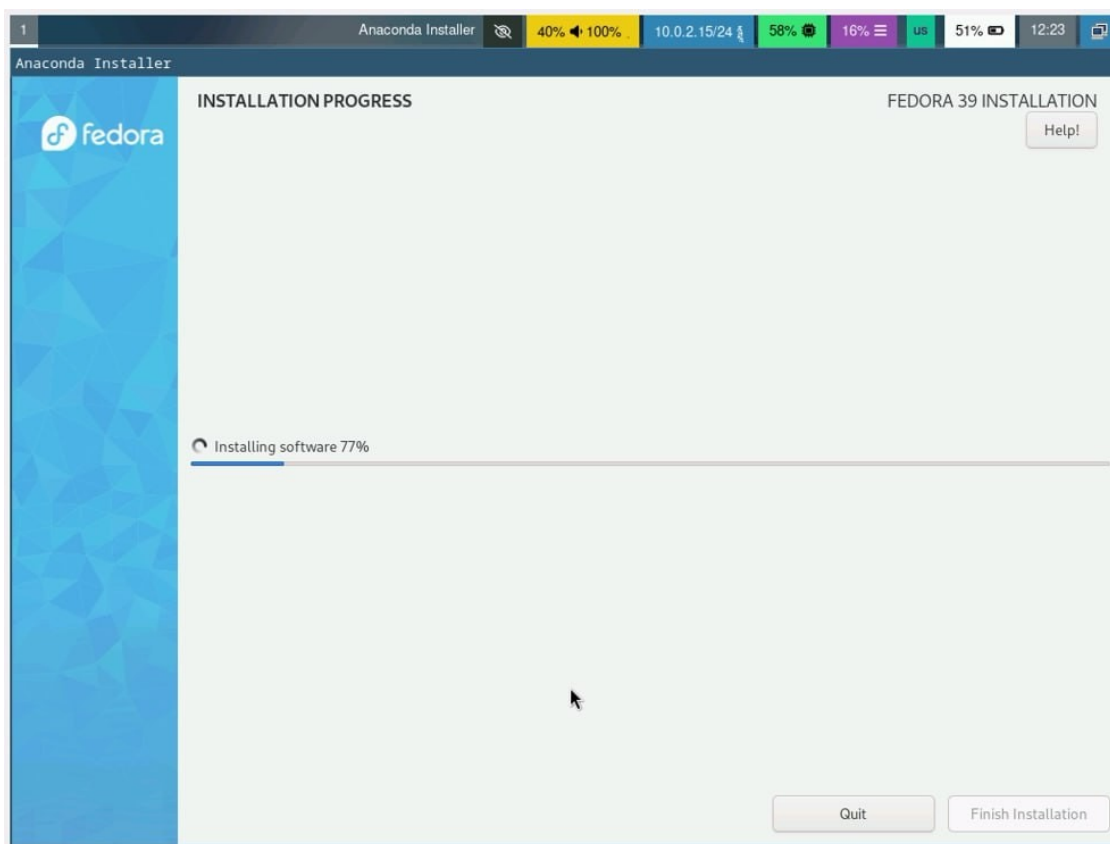 1 Anaconda Installer 40% 100% 10.0.2.15/24 58% 16% us 51% 12:23
Anaconda Installer
fedora
INSTALLATION PROGRESS
FEDORA 39 INSTALLATION
Help!
Installing software 77%
Quit
Finish Installation